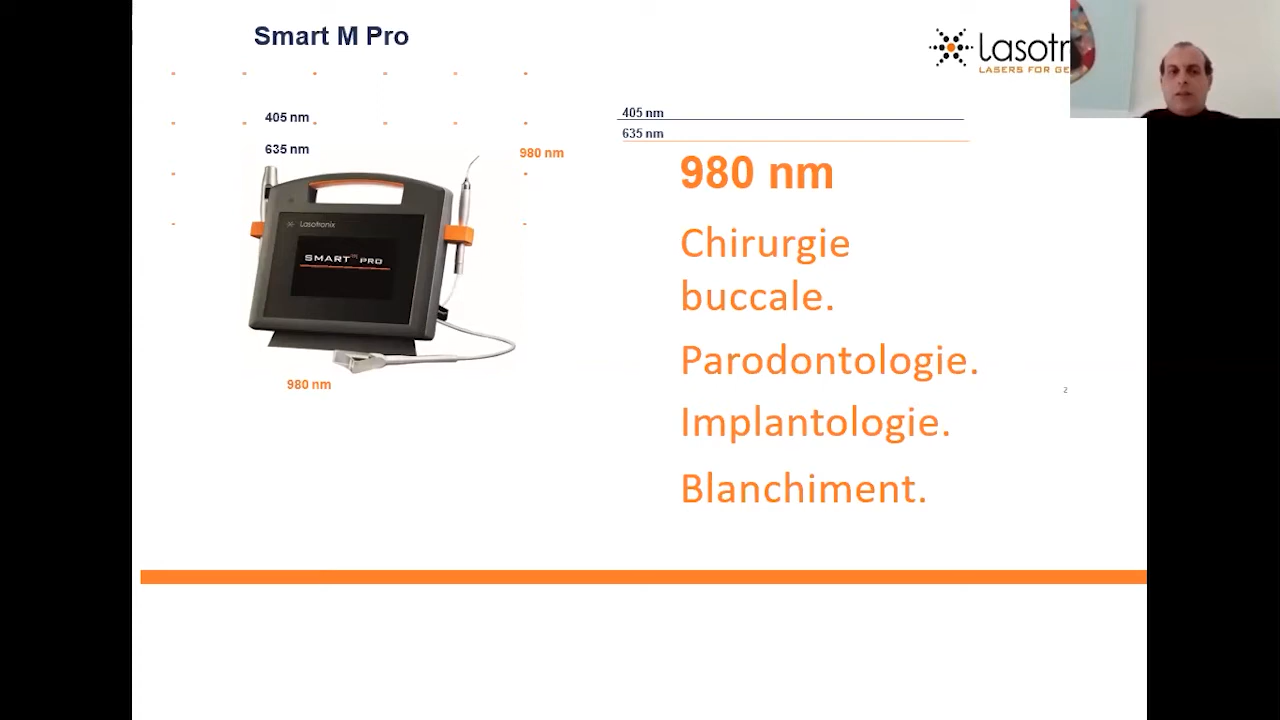 Smart M Pro
Lasotr
LASERS FOR GE
405 nm
635 nm
980 nm
Lasotronix
SMART M PRO
980 nm
405 nm
635 nm
980 nm
Chirurgie
buccale.
Parodontologie.
Implantologie.
Blanchiment.
2